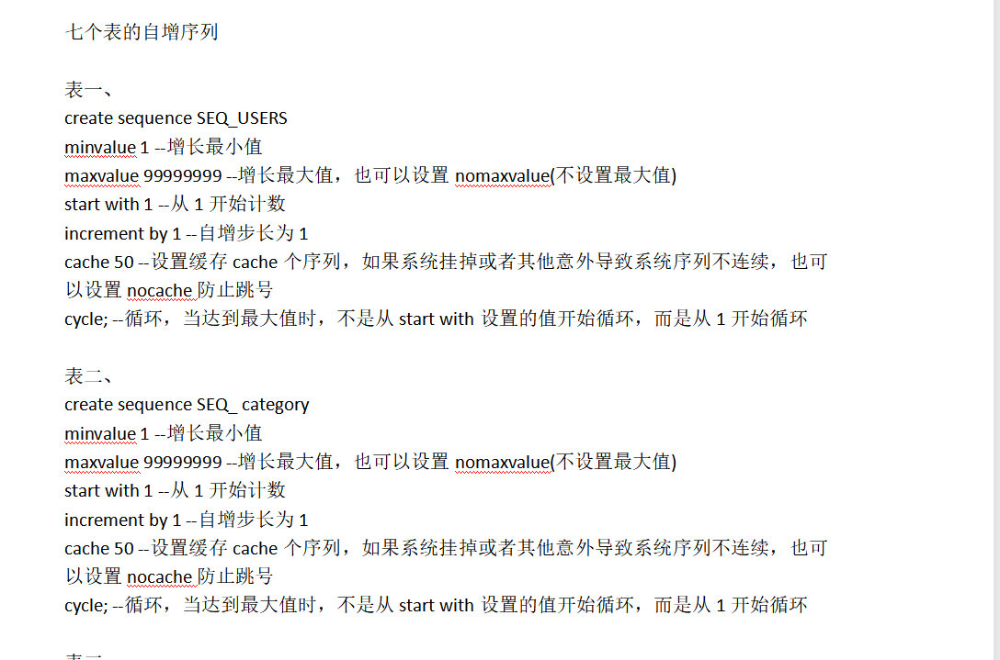 七个表的自增序列
表一、
create sequence SEQ_USERS
minvalue 1 --增长最小值
maxvalue 99999999 --增长最大值，也可以设置 nomaxvalue(不设置最大值)
start with 1 --从 1 开始计数
increment by 1 --自增步长为 1
cache 50 --设置缓存 cache 个序列，如果系统挂掉或者其他意外导致系统序列不连续，也可
以设置 nocache 防止跳号
cycle; --循环，当达到最大值时，不是从 start with 设置的值开始循环，而是从 1 开始循环
表二、
create sequence SEQ_ category
minvalue 1 --增长最小值
maxvalue 99999999 --增长最大值，也可以设置 nomaxvalue(不设置最大值)
start with 1 --从 1 开始计数
increment by 1 --自增步长为 1
cache 50 --设置缓存 cache 个序列，如果系统挂掉或者其他意外导致系统序列不连续，也可
以设置 nocache 防止跳号
cycle; --循环，当达到最大值时，不是从 start with 设置的值开始循环，而是从 1 开始循环